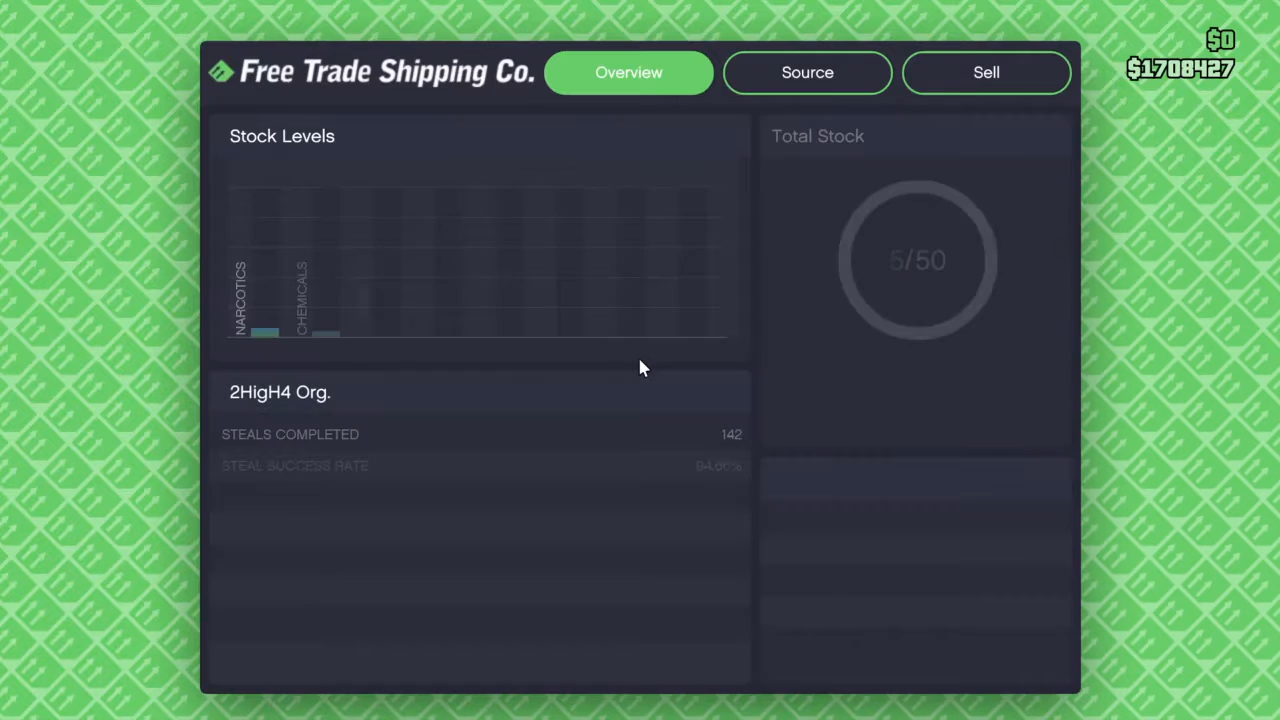 $0
$1708427
Free Trade Shipping Co.
Overview
Source
Sell
Stock Levels
NARCOTICS
CHEMICALS
Total Stock
5/50
2HigH4 Org.
STEALS COMPLETED 142
STEAL SUCCESS RATE